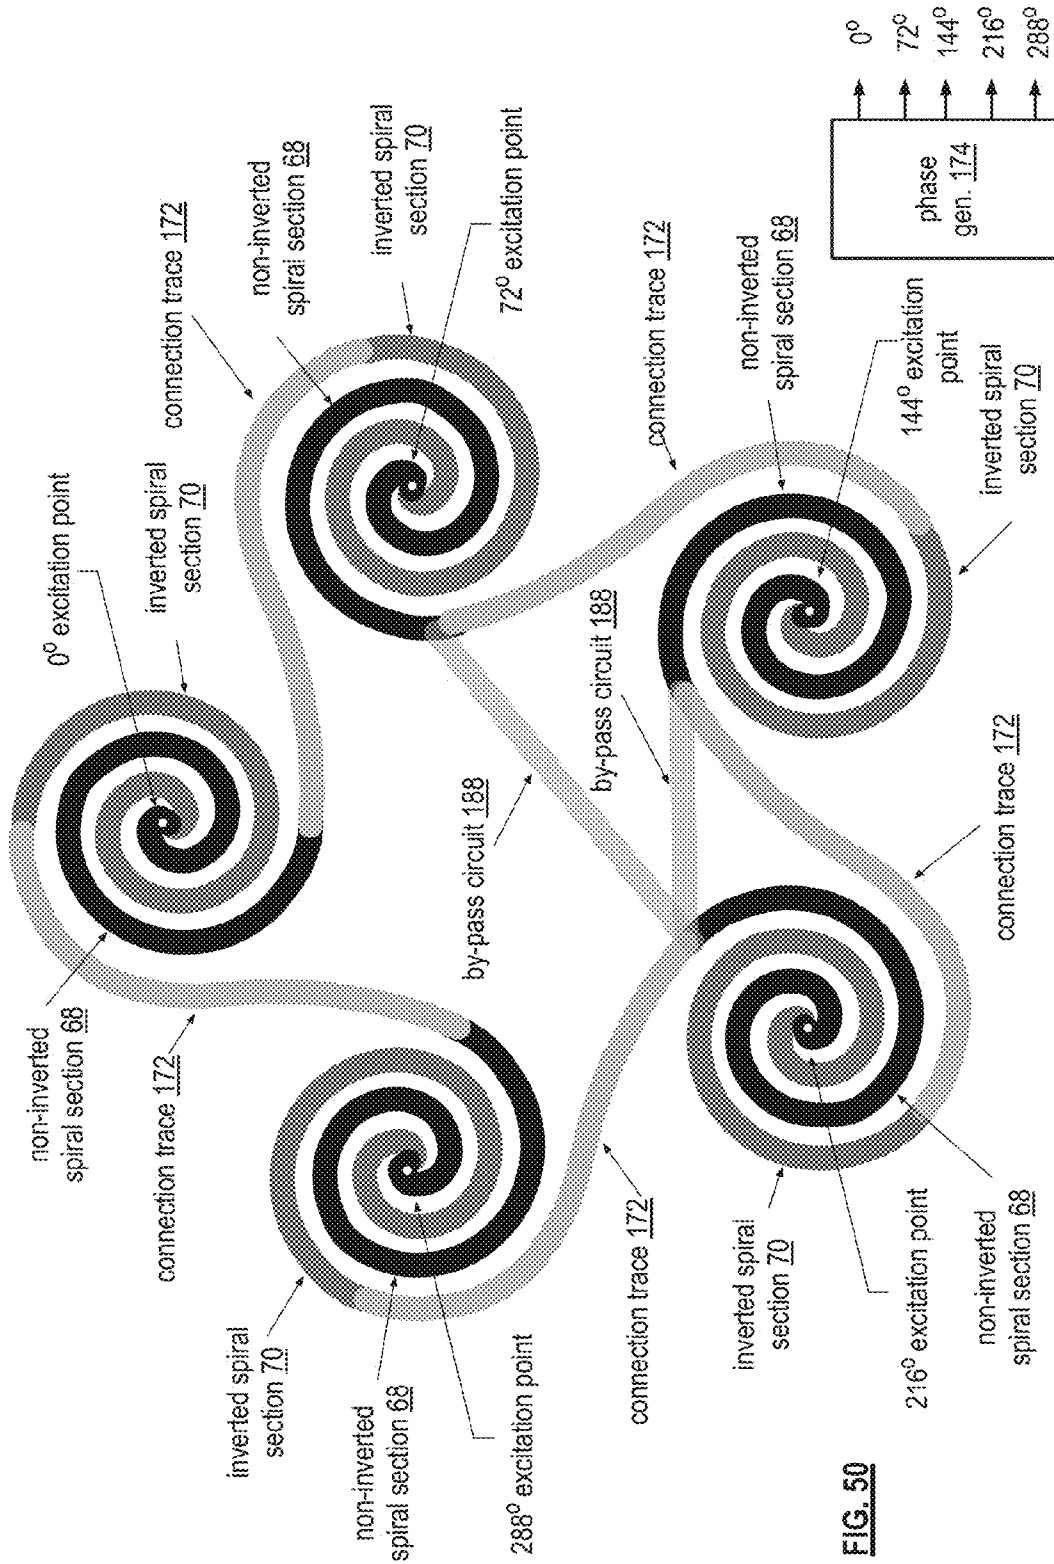 0° excitation point
inverted spiral
section 70
connection trace 172
non-inverted
spiral section 68
inverted spiral
section 70
72° excitation point
non-inverted
spiral section 68
connection trace 172
by-pass circuit 188
by-pass circuit 188
connection trace 172
non-inverted
spiral section 68
144° excitation
point
inverted spiral
section 70
inverted spiral
section 70
non-inverted
spiral section 68
288° excitation point
connection trace 172
inverted spiral
section 70
216° excitation point
non-inverted
spiral section 68
connection trace 172
phase
gen. 174
0°
72°
144°
216°
288°
FIG. 50